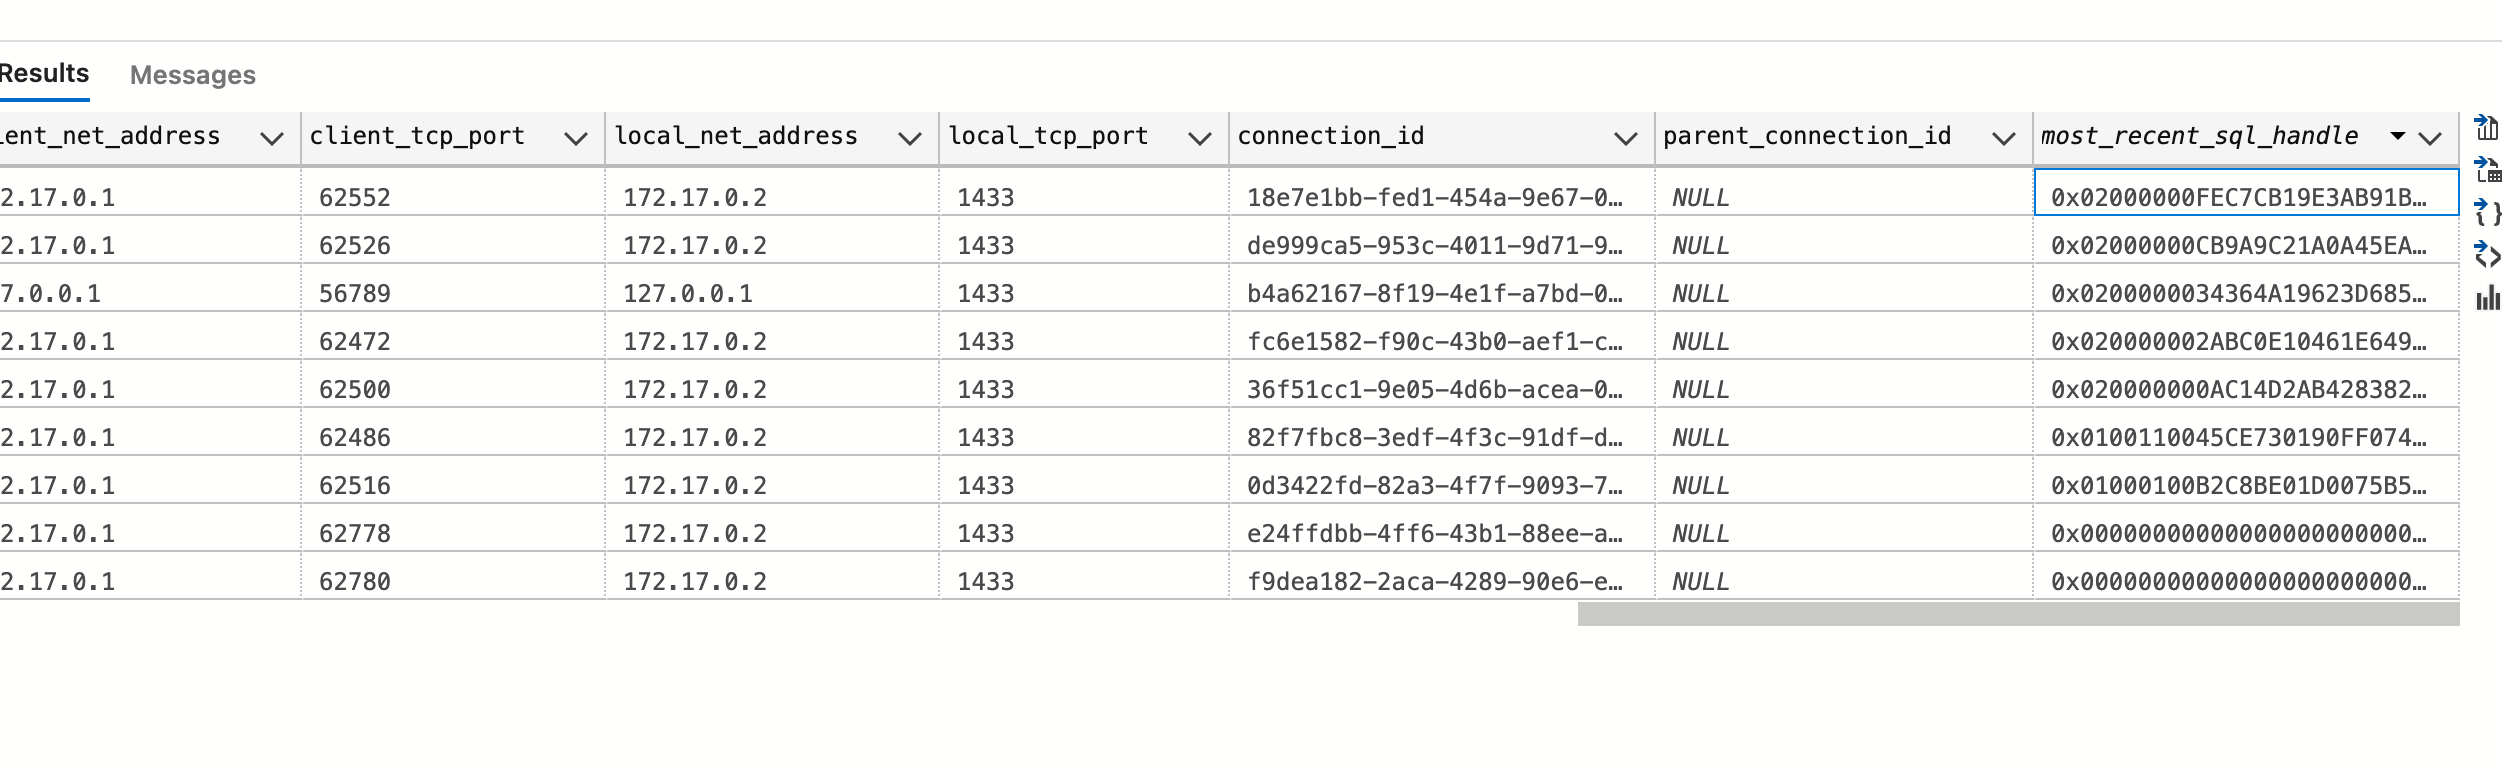 Results Messages
ent_net_address client_tcp_port local_net_address local_tcp_port connection_id parent_connection_id most_recent_sql_handle
2.17.0.1 62552 172.17.0.2 1433 18e7e1bb-fed1-454a-9e67-0… NULL 0x02000000FEC7CB19E3AB91B…
2.17.0.1 62526 172.17.0.2 1433 de999ca5-953c-4011-9d71-9… NULL 0x02000000CB9A9C21A0A45EA…
7.0.0.1 56789 127.0.0.1 1433 b4a62167-8f19-4e1f-a7bd-0… NULL 0x0200000034364A19623D685…
2.17.0.1 62472 172.17.0.2 1433 fc6e1582-f90c-43b0-aef1-c… NULL 0x020000002ABC0E10461E649…
2.17.0.1 62500 172.17.0.2 1433 36f51cc1-9e05-4d6b-acea-0… NULL 0x020000000AC14D2AB428382…
2.17.0.1 62486 172.17.0.2 1433 82f7fbc8-3edf-4f3c-91df-d… NULL 0x0100110045CE730190FF074…
2.17.0.1 62516 172.17.0.2 1433 0d3422fd-82a3-4f7f-9093-7… NULL 0x01000100B2C8BE01D0075B5…
2.17.0.1 62778 172.17.0.2 1433 e24ffdbb-4ff6-43b1-88ee-a… NULL 0x00000000000000000000000…
2.17.0.1 62780 172.17.0.2 1433 f9dea182-2aca-4289-90e6-e… NULL 0x00000000000000000000000…